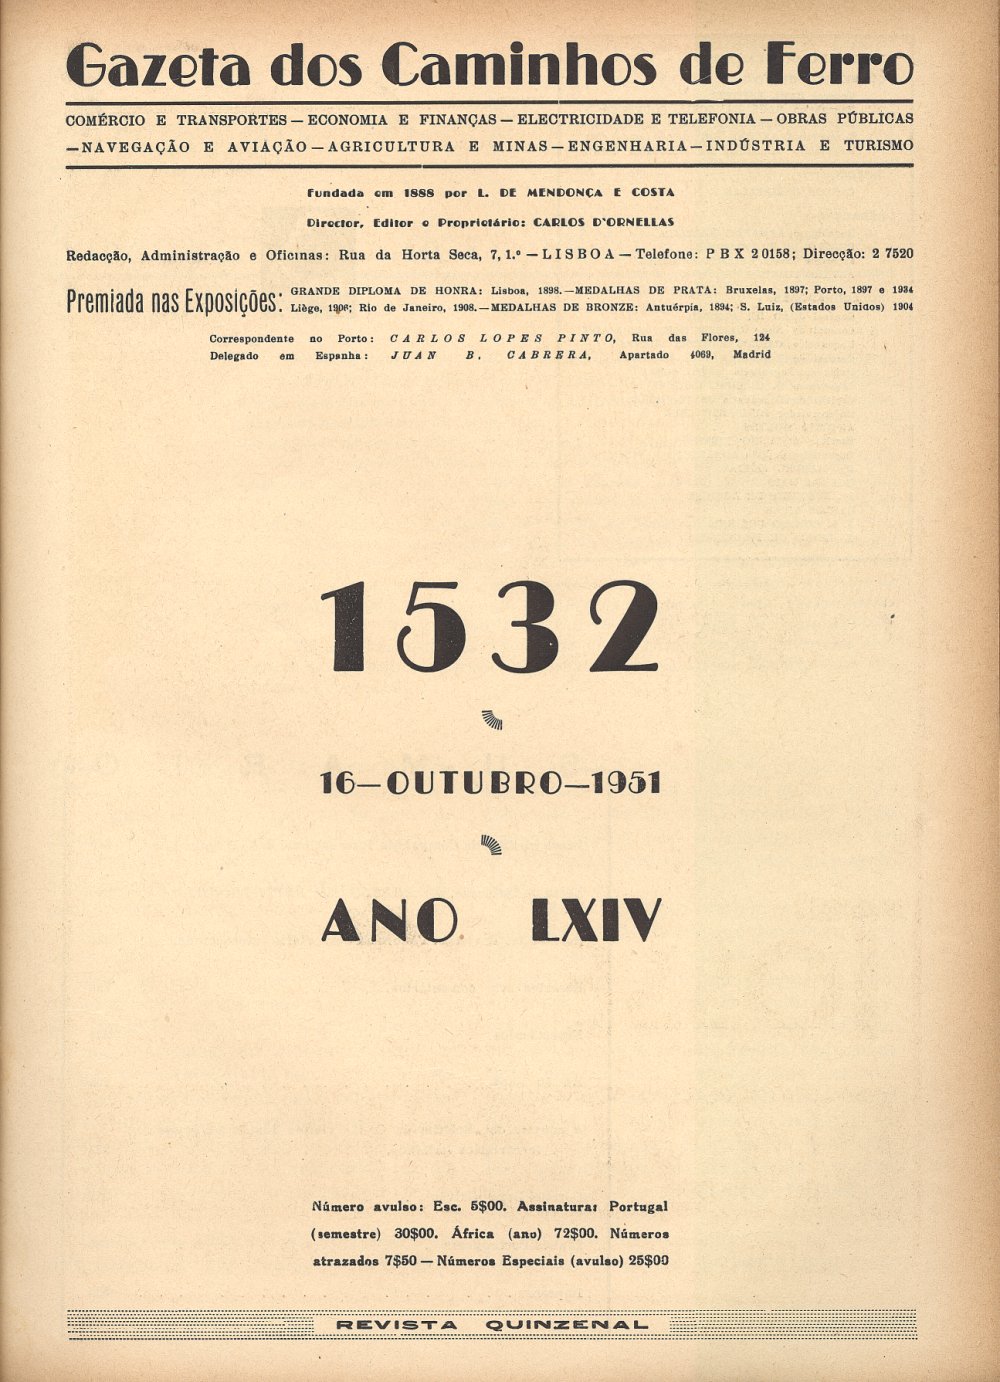 Gazeta dos Caminhos de Ferro
COMÉRCIO E TRANSPORTES — ECONOMIA E FINANÇAS — ELECTRICIDADE E TELEFONIA — OBRAS PÚBLICAS
— NAVEGAÇÃO E AVIAÇÃO — AGRICULTURA E MINAS — ENGENHARIA — INDÚSTRIA E TURISMO
Fundada em 1888 por L. DE MENDONÇA E COSTA
Director, Editor e Proprietário: CARLOS D'ORNELLAS
Redacção, Administração e Oficinas: Rua da Horta Seca, 7, 1.º — LISBOA — Telefone: PBX 20158; Direcção: 2 7520
Premiada nas Exposições:
GRANDE DIPLOMA DE HONRA: Lisboa, 1898. — MEDALHAS DE PRATA: Bruxelas, 1897; Porto, 1897 e 1934
Liège, 1906; Rio de Janeiro, 1908. — MEDALHAS DE BRONZE: Antuérpia, 1894; S. Luiz, (Estados Unidos) 1904
Correspondente no Porto: CARLOS LOPES PINTO, Rua das Flores, 124
Delegado em Espanha: JUAN B. CABRERA, Apartado 4069, Madrid
1532
16—OUTUBRO—1951
ANO LXIV
Número avulso: Esc. 5$00. Assinatura: Portugal
(semestre) 30$00. África (ano) 72$00. Números
atrazados 7$50 — Números Especiais (avulso) 25$00
REVISTA QUINZENAL